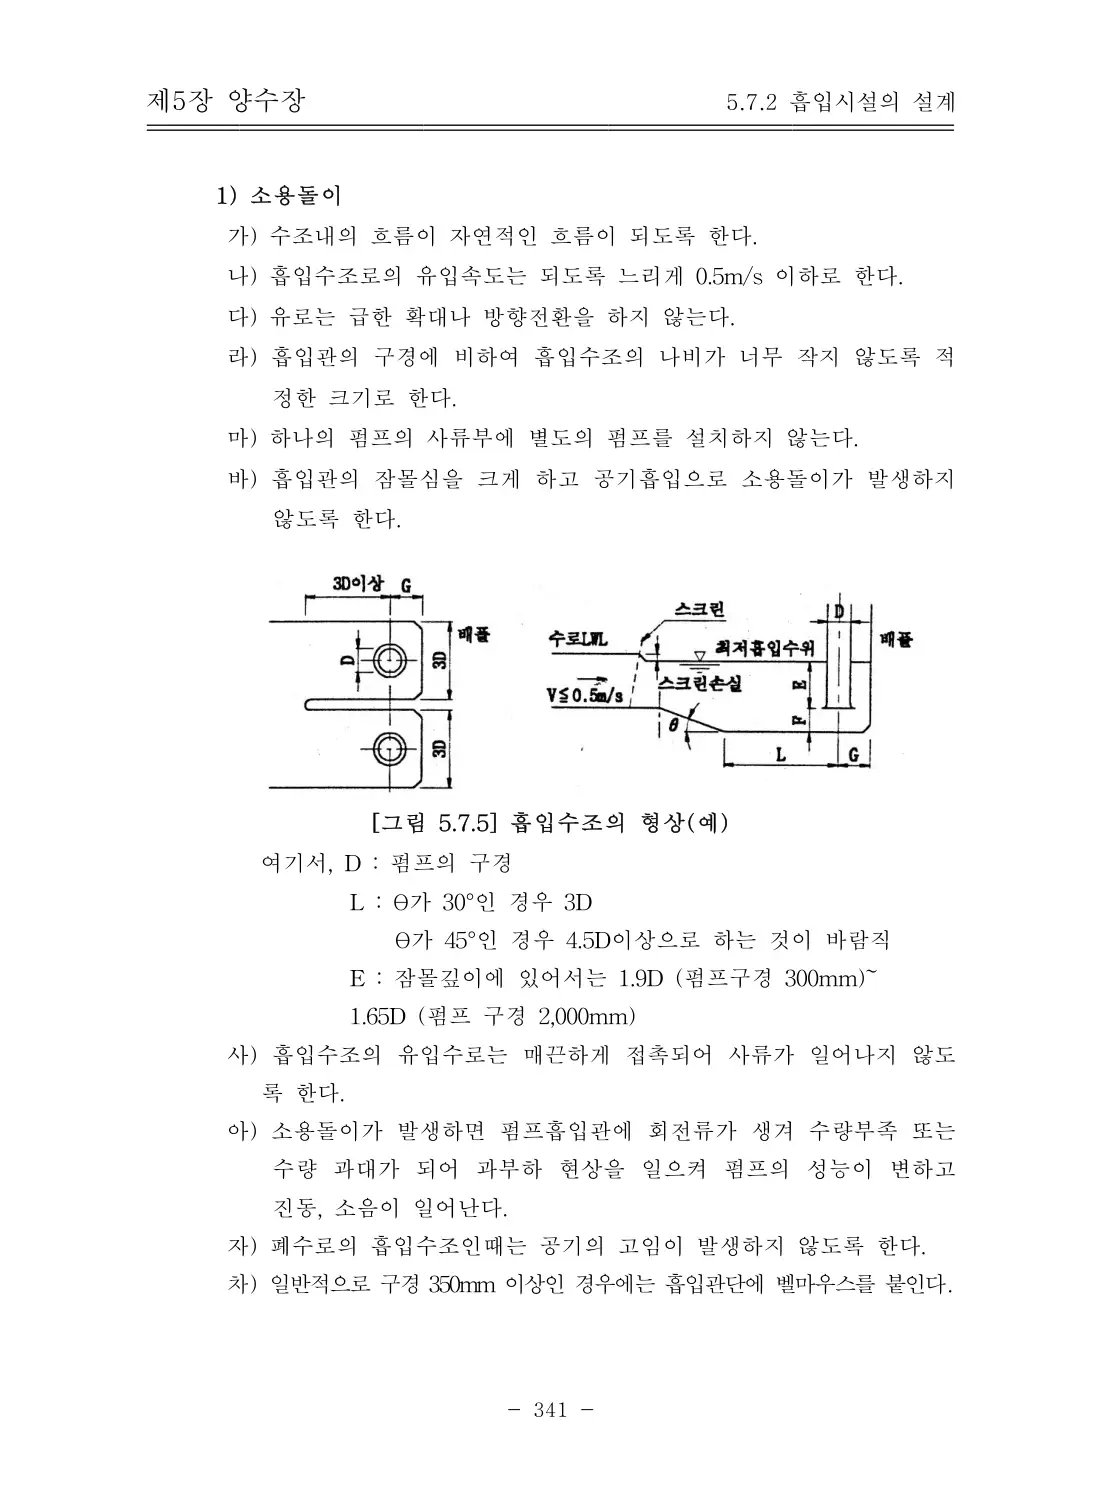 제5장 양수장
5.7.2 흡입시설의 설계
1) 소용돌이
가) 수조내의 흐름이 자연적인 흐름이 되도록 한다.
나) 흡입수조로의 유입속도는 되도록 느리게 0.5m/s 이하로 한다.
다) 유로는 급한 확대나 방향전환을 하지 않는다.
라) 흡입관의 구경에 비하여 흡입수조의 나비가 너무 작지 않도록 적
정한 크기로 한다.
마) 하나의 펌프의 사류부에 별도의 펌프를 설치하지 않는다.
바) 흡입관의 잠몰심을 크게 하고 공기흡입으로 소용돌이가 발생하지
않도록 한다.
3D이상 G
배플
D
3D
3D
스크린
D
수로LWL
최저흡입수위
배플
V≦0.5m/s
스크린손실
E
F
θ
L
G
[그림 5.7.5] 흡입수조의 형상(예)
여기서, D : 펌프의 구경
L : θ가 30°인 경우 3D
θ가 45°인 경우 4.5D이상으로 하는 것이 바람직
E : 잠몰깊이에 있어서는 1.9D (펌프구경 300mm)~
1.65D (펌프 구경 2,000mm)
사) 흡입수조의 유입수로는 매끈하게 접촉되어 사류가 일어나지 않도
록 한다.
아) 소용돌이가 발생하면 펌프흡입관에 회전류가 생겨 수량부족 또는
수량 과대가 되어 과부하 현상을 일으켜 펌프의 성능이 변하고
진동, 소음이 일어난다.
자) 폐수로의 흡입수조인때는 공기의 고임이 발생하지 않도록 한다.
차) 일반적으로 구경 350mm 이상인 경우에는 흡입관단에 벨마우스를 붙인다.
- 341 -